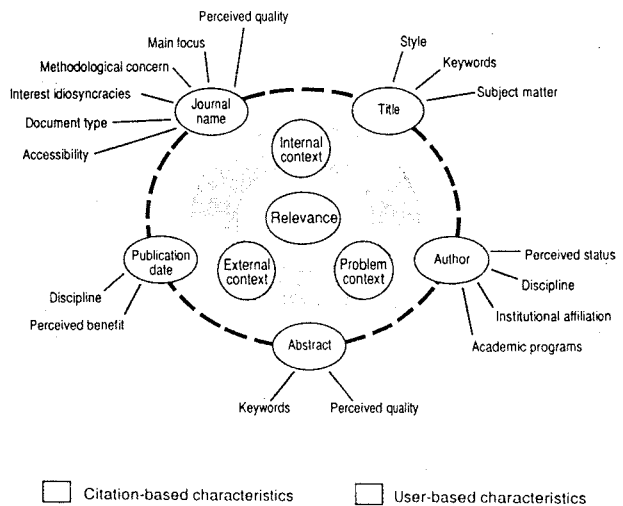 Perceived quality
Main focus
Methodological concern
Interest idiosyncracies
Document type
Accessibility
Journal
name
Style
Keywords
Subject matter
Title
Internal
context
Relevance
External
context
Problem
context
Publication
date
Discipline
Perceived benefit
Author
Perceived status
Discipline
Institutional affiliation
Academic programs
Abstract
Keywords
Perceived quality
Citation-based characteristics
User-based characteristics